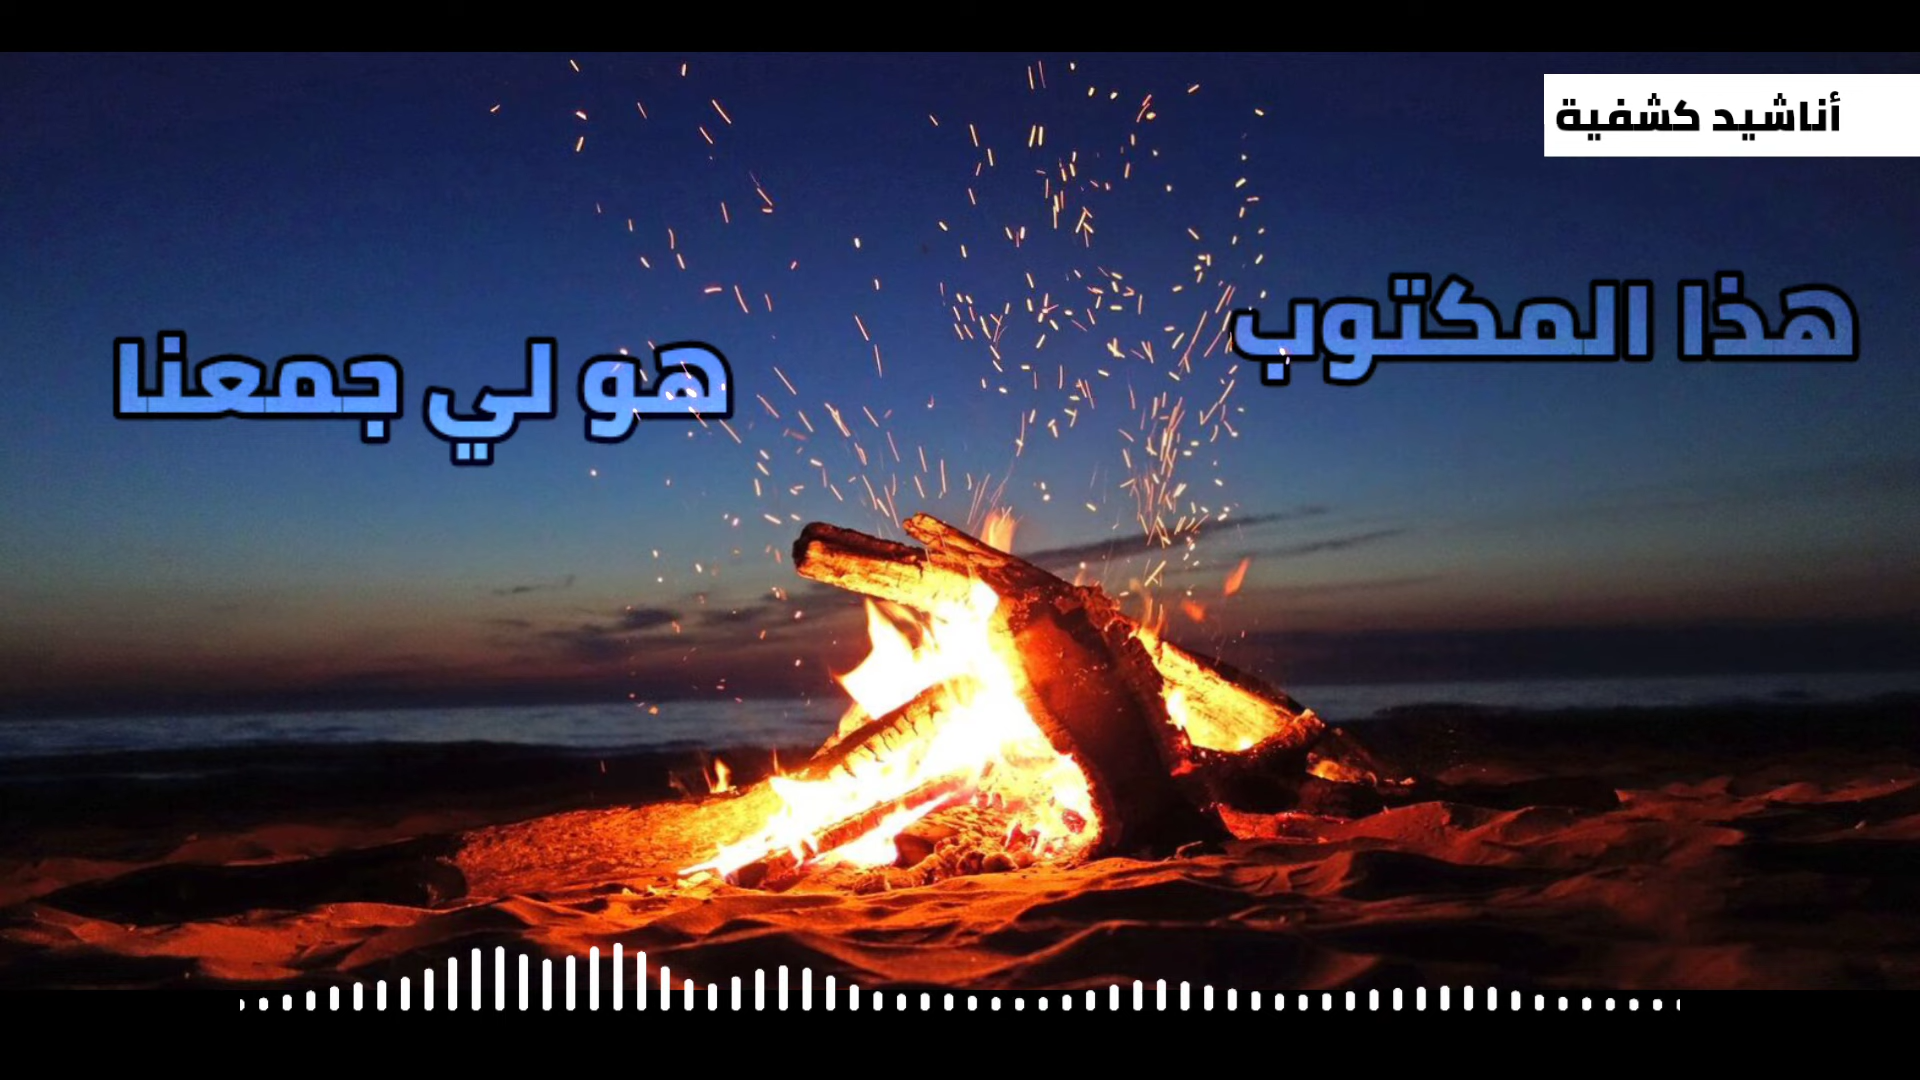 أناشيد كشفية
هذا المكتوب
هو لي جمعنا